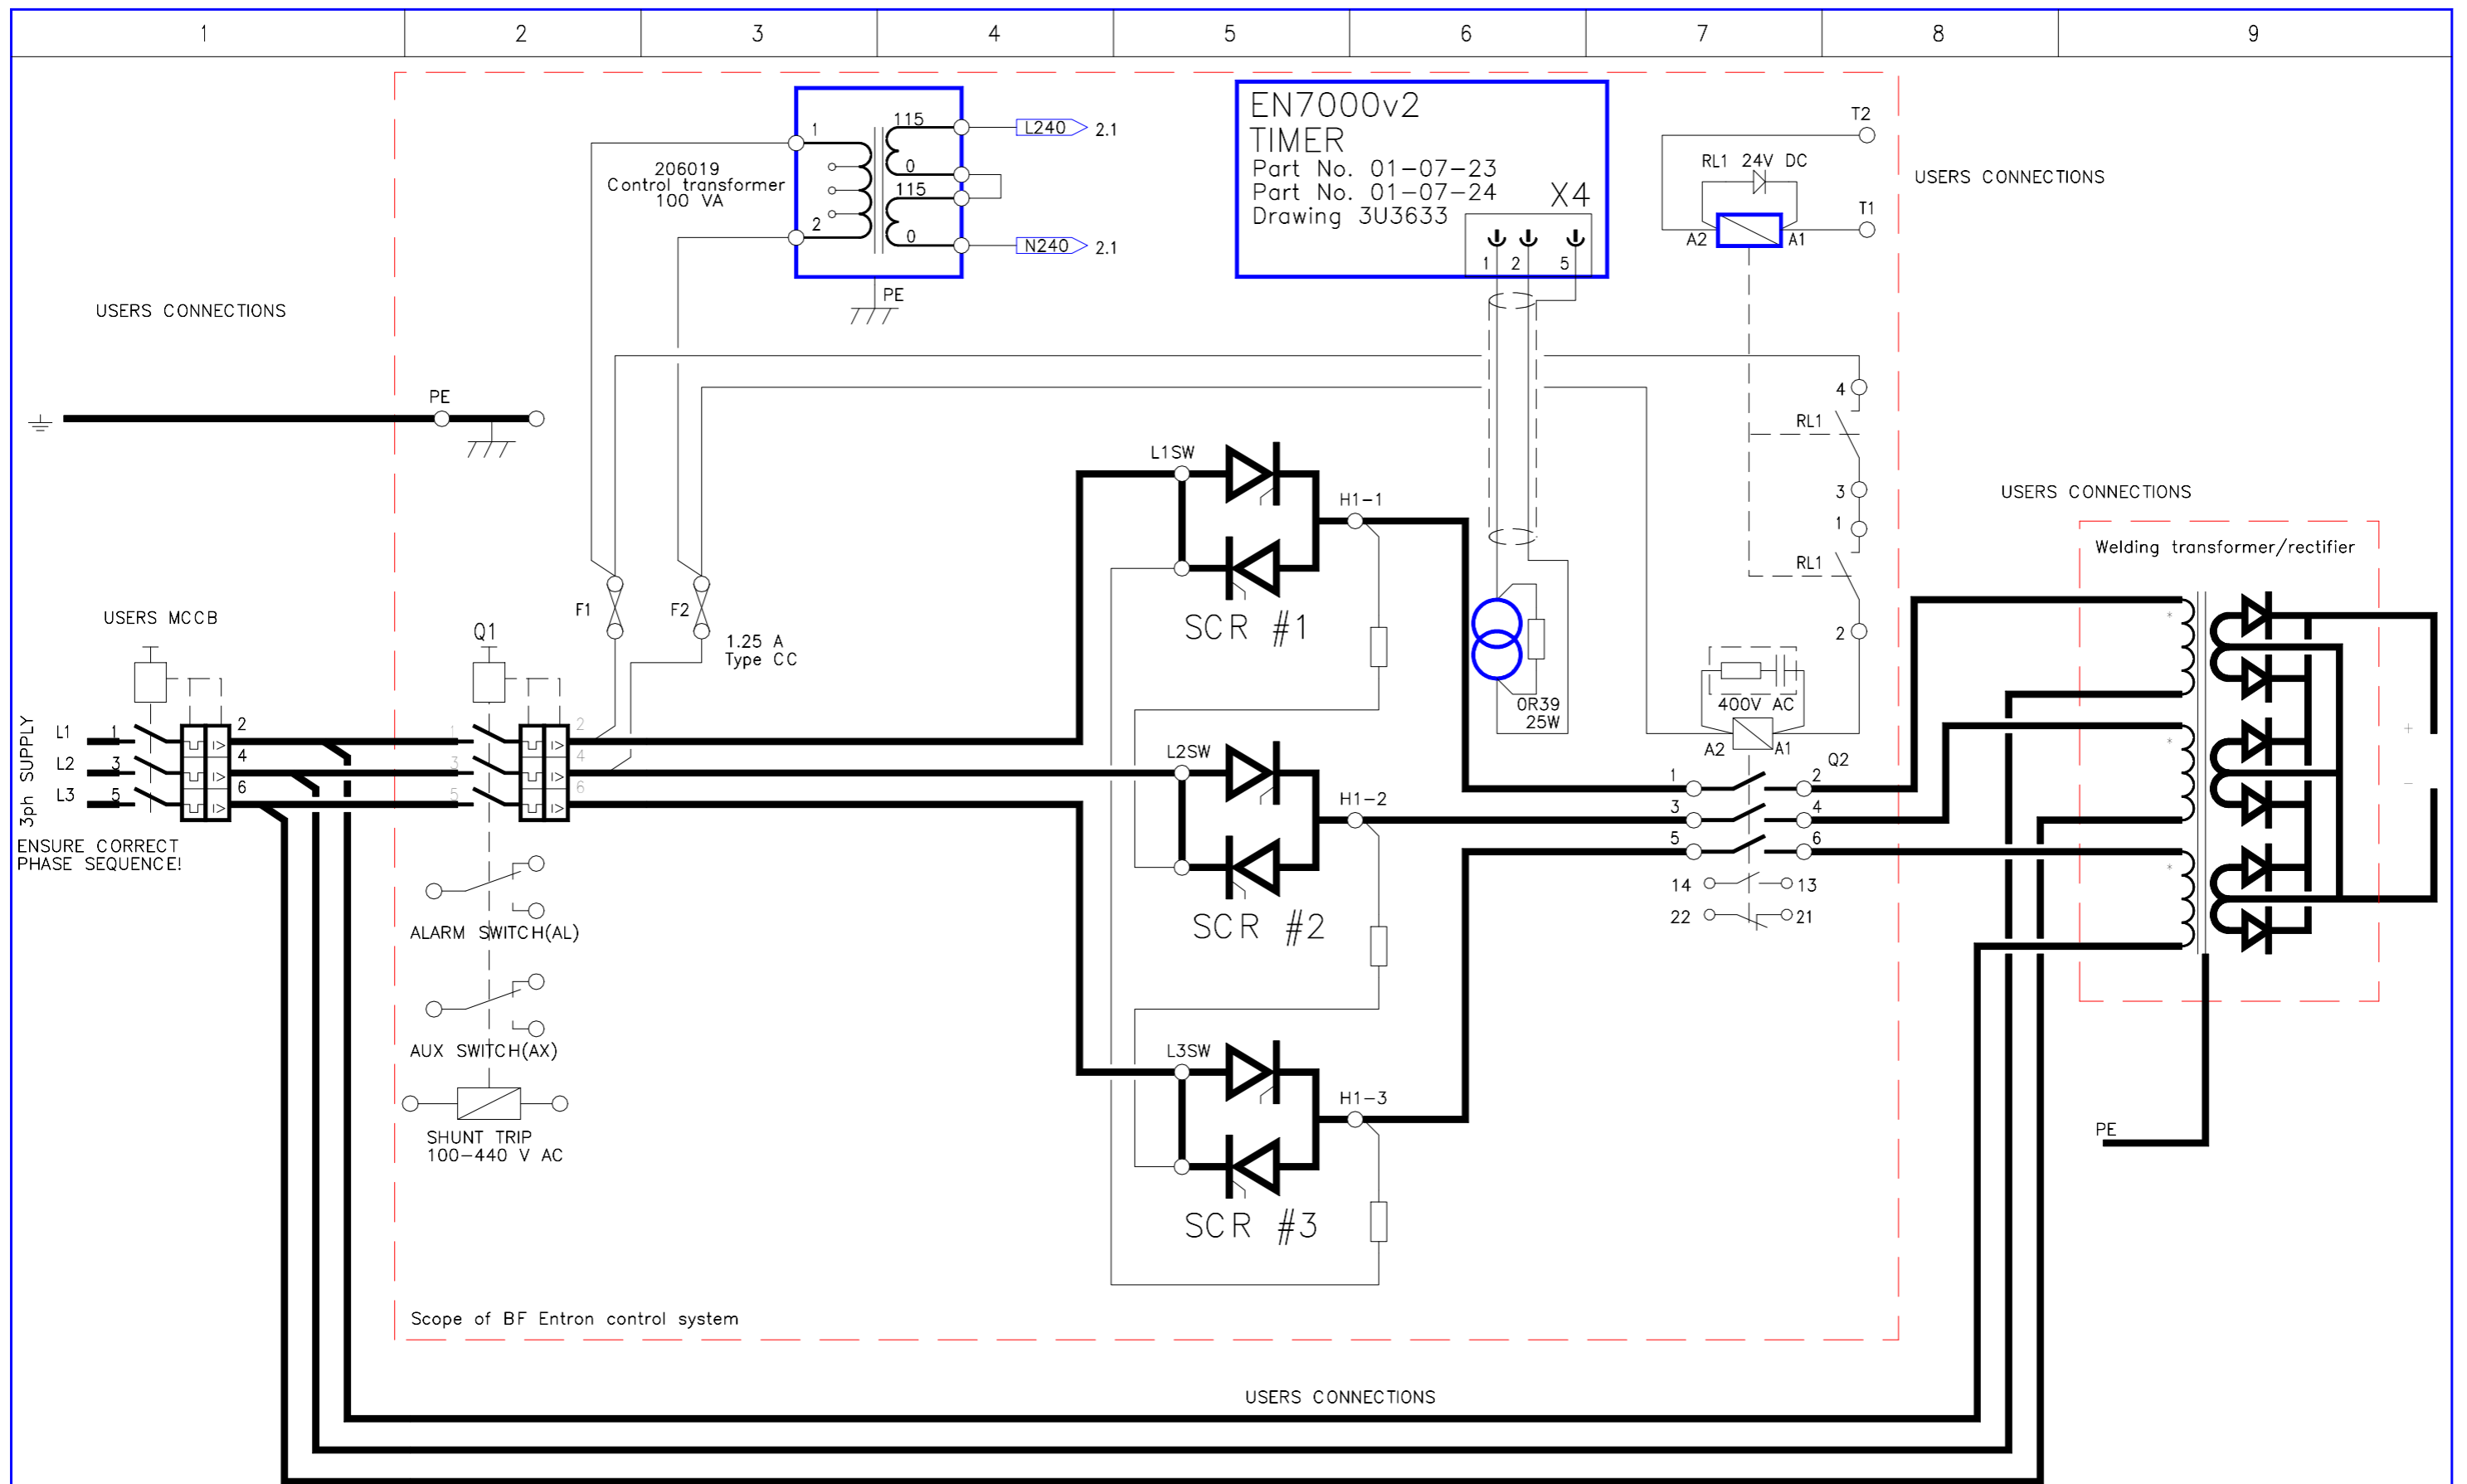 1 2 3 4 5 6 7 8 9
EN7000v2
TIMER
Part No. 01-07-23
Part No. 01-07-24
Drawing 3U3633
X4
1 2 5
1
2
115
0
115
0
L240 2.1
N240 2.1
206019
Control transformer
100 VA
PE
T2
RL1 24V DC
T1
A2 A1
USERS CONNECTIONS
USERS CONNECTIONS
PE
4
RL1
3
1
RL1
2
USERS CONNECTIONS
Welding transformer/rectifier
L1SW
H1-1
SCR #1
F1
F2
1.25 A
Type CC
USERS MCCB
Q1
0R39
25W
400V AC
A2 A1
Q2
3ph SUPPLY
L1 1 2
L2 3 4
L3 5 6
1 2
3 4
5 6
ENSURE CORRECT
PHASE SEQUENCE!
L2SW
H1-2
SCR #2
1 2
3 4
5 6
14 13
22 21
+
-
* 
*
*
ALARM SWITCH(AL)
AUX SWITCH(AX)
SHUNT TRIP
100-440 V AC
L3SW
H1-3
SCR #3
PE
Scope of BF Entron control system
USERS CONNECTIONS